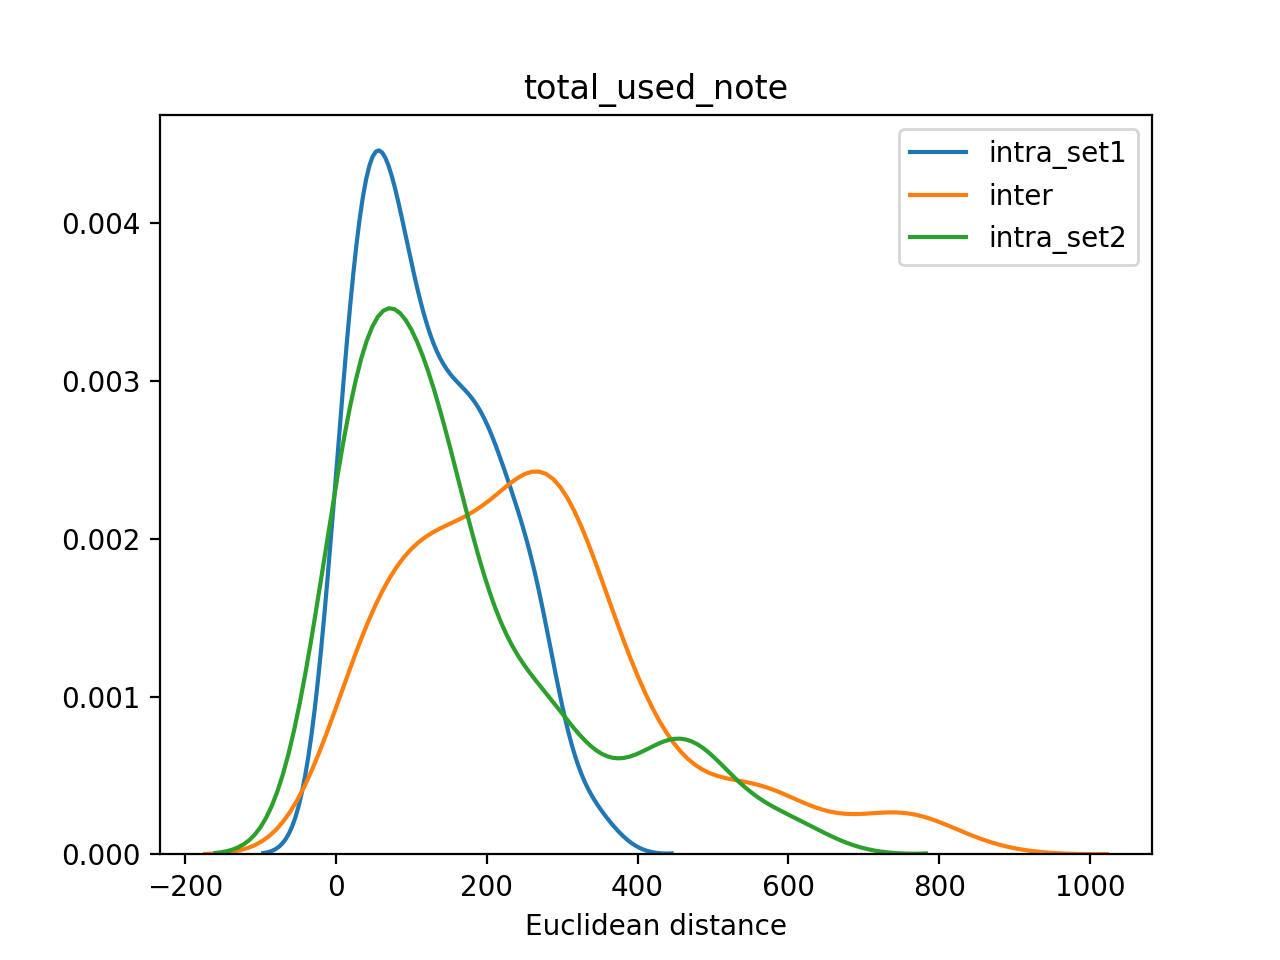 total_used_note
intra_set1
inter
intra_set2
0.004
0.003
0.002
0.001
0.000
−200 0 200 400 600 800 1000
Euclidean distance